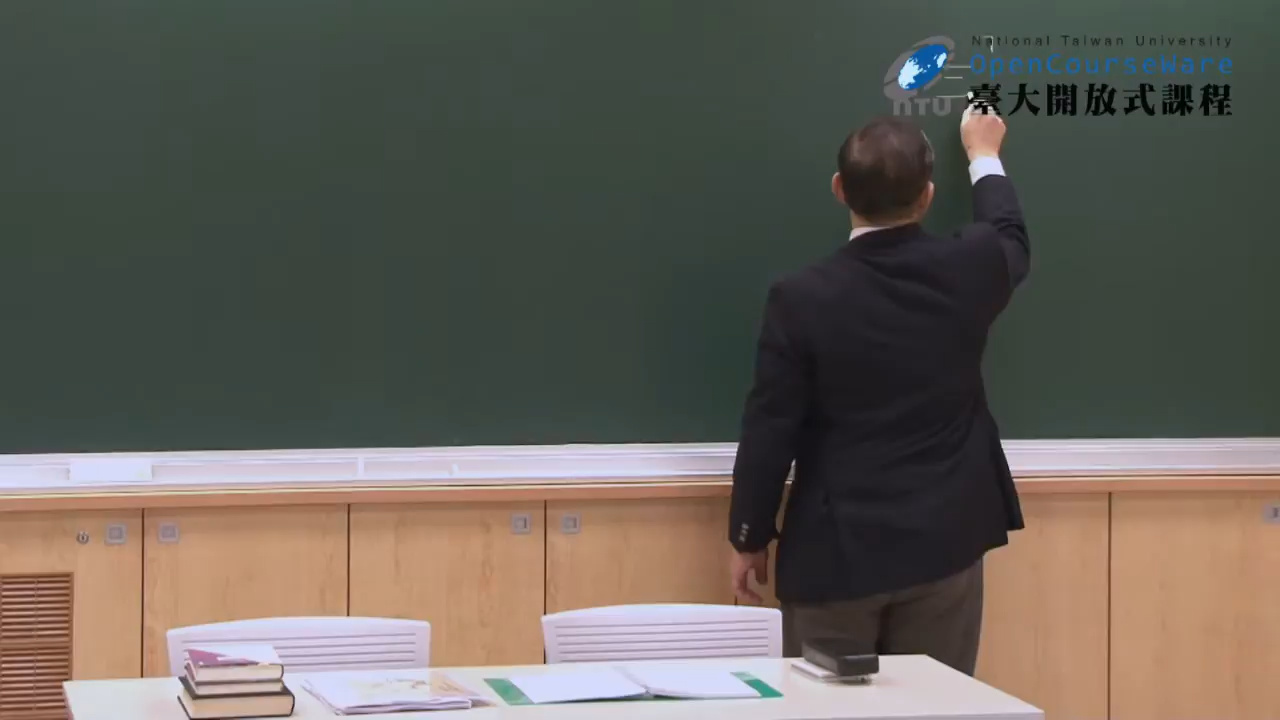 National Taiwan University
OpenCourseWare
NTU
臺大開放式課程